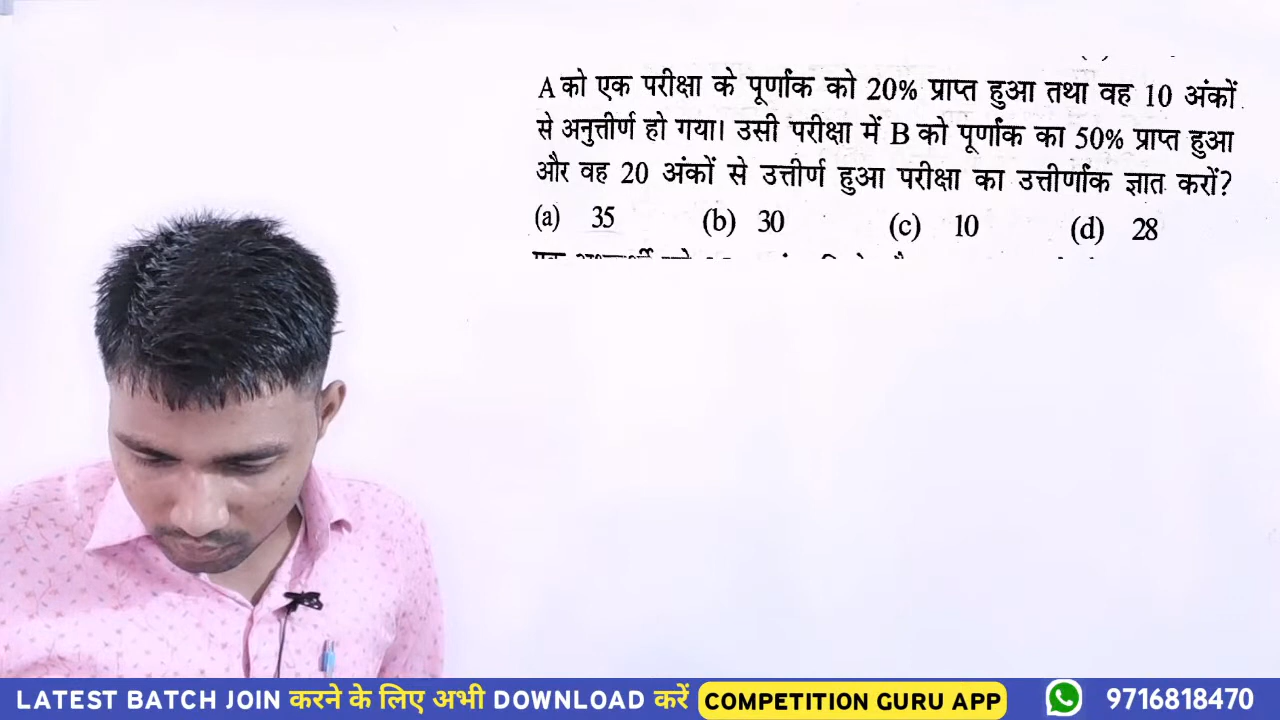 A को एक परीक्षा के पूर्णांक को 20% प्राप्त हुआ तथा वह 10 अंकों
से अनुत्तीर्ण हो गया। उसी परीक्षा में B को पूर्णांक का 50% प्राप्त हुआ
और वह 20 अंकों से उत्तीर्ण हुआ परीक्षा का उत्तीर्णांक ज्ञात करों?
(a) 35 (b) 30 (c) 10 (d) 28
LATEST BATCH JOIN करने के लिए अभी DOWNLOAD करें COMPETITION GURU APP 9716818470